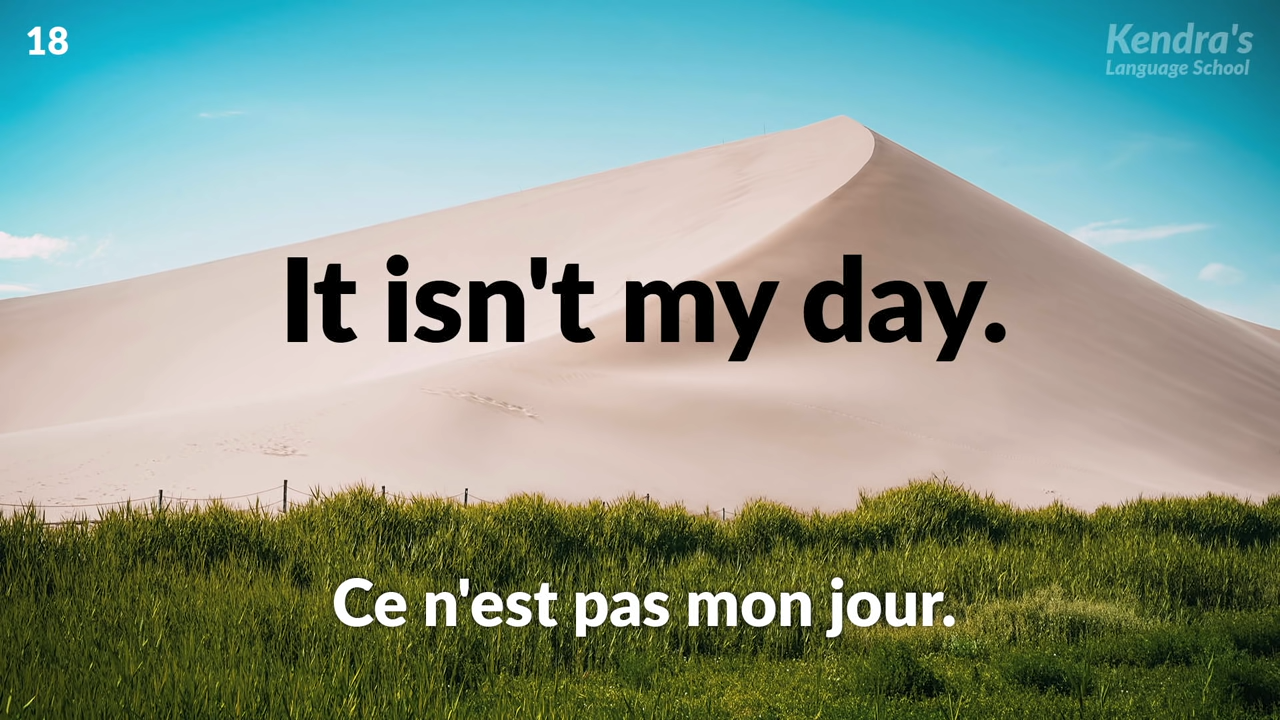 18
Kendra's
Language School
It isn't my day.
Ce n'est pas mon jour.